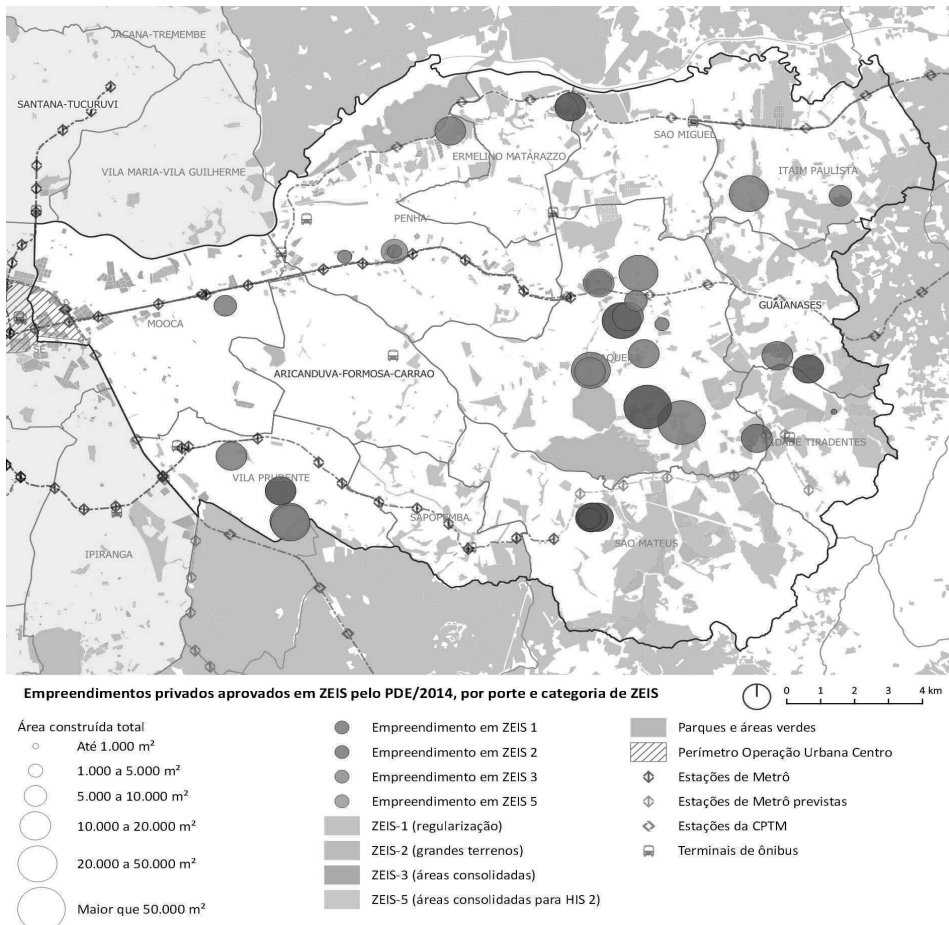 JACANA-TREMEMBE
SANTANA-TUCURUVI
VILA MARIA-VILA GUILHERME
ERMELINO MATARAZZO
SAO MIGUEL
ITAIM PAULISTA
PENHA
MOOCA
SE
GUAIANASES
ARICANDUVA-FORMOSA-CARRAO
AQUERA
IDADE TIRADENTES
VILA PRUDENTE
SAPOPEMBA
SAO MATEUS
IPIRANGA
Empreendimentos privados aprovados em ZEIS pelo PDE/2014, por porte e categoria de ZEIS
0 1 2 3 4 km
Área construída total
Até 1.000 m²
1.000 a 5.000 m²
5.000 a 10.000 m²
10.000 a 20.000 m²
20.000 a 50.000 m²
Maior que 50.000 m²
Empreendimento em ZEIS 1
Empreendimento em ZEIS 2
Empreendimento em ZEIS 3
Empreendimento em ZEIS 5
ZEIS-1 (regularização)
ZEIS-2 (grandes terrenos)
ZEIS-3 (áreas consolidadas)
ZEIS-5 (áreas consolidadas para HIS 2)
Parques e áreas verdes
Perímetro Operação Urbana Centro
Estações de Metrô
Estações de Metrô previstas
Estações da CPTM
Terminais de ônibus